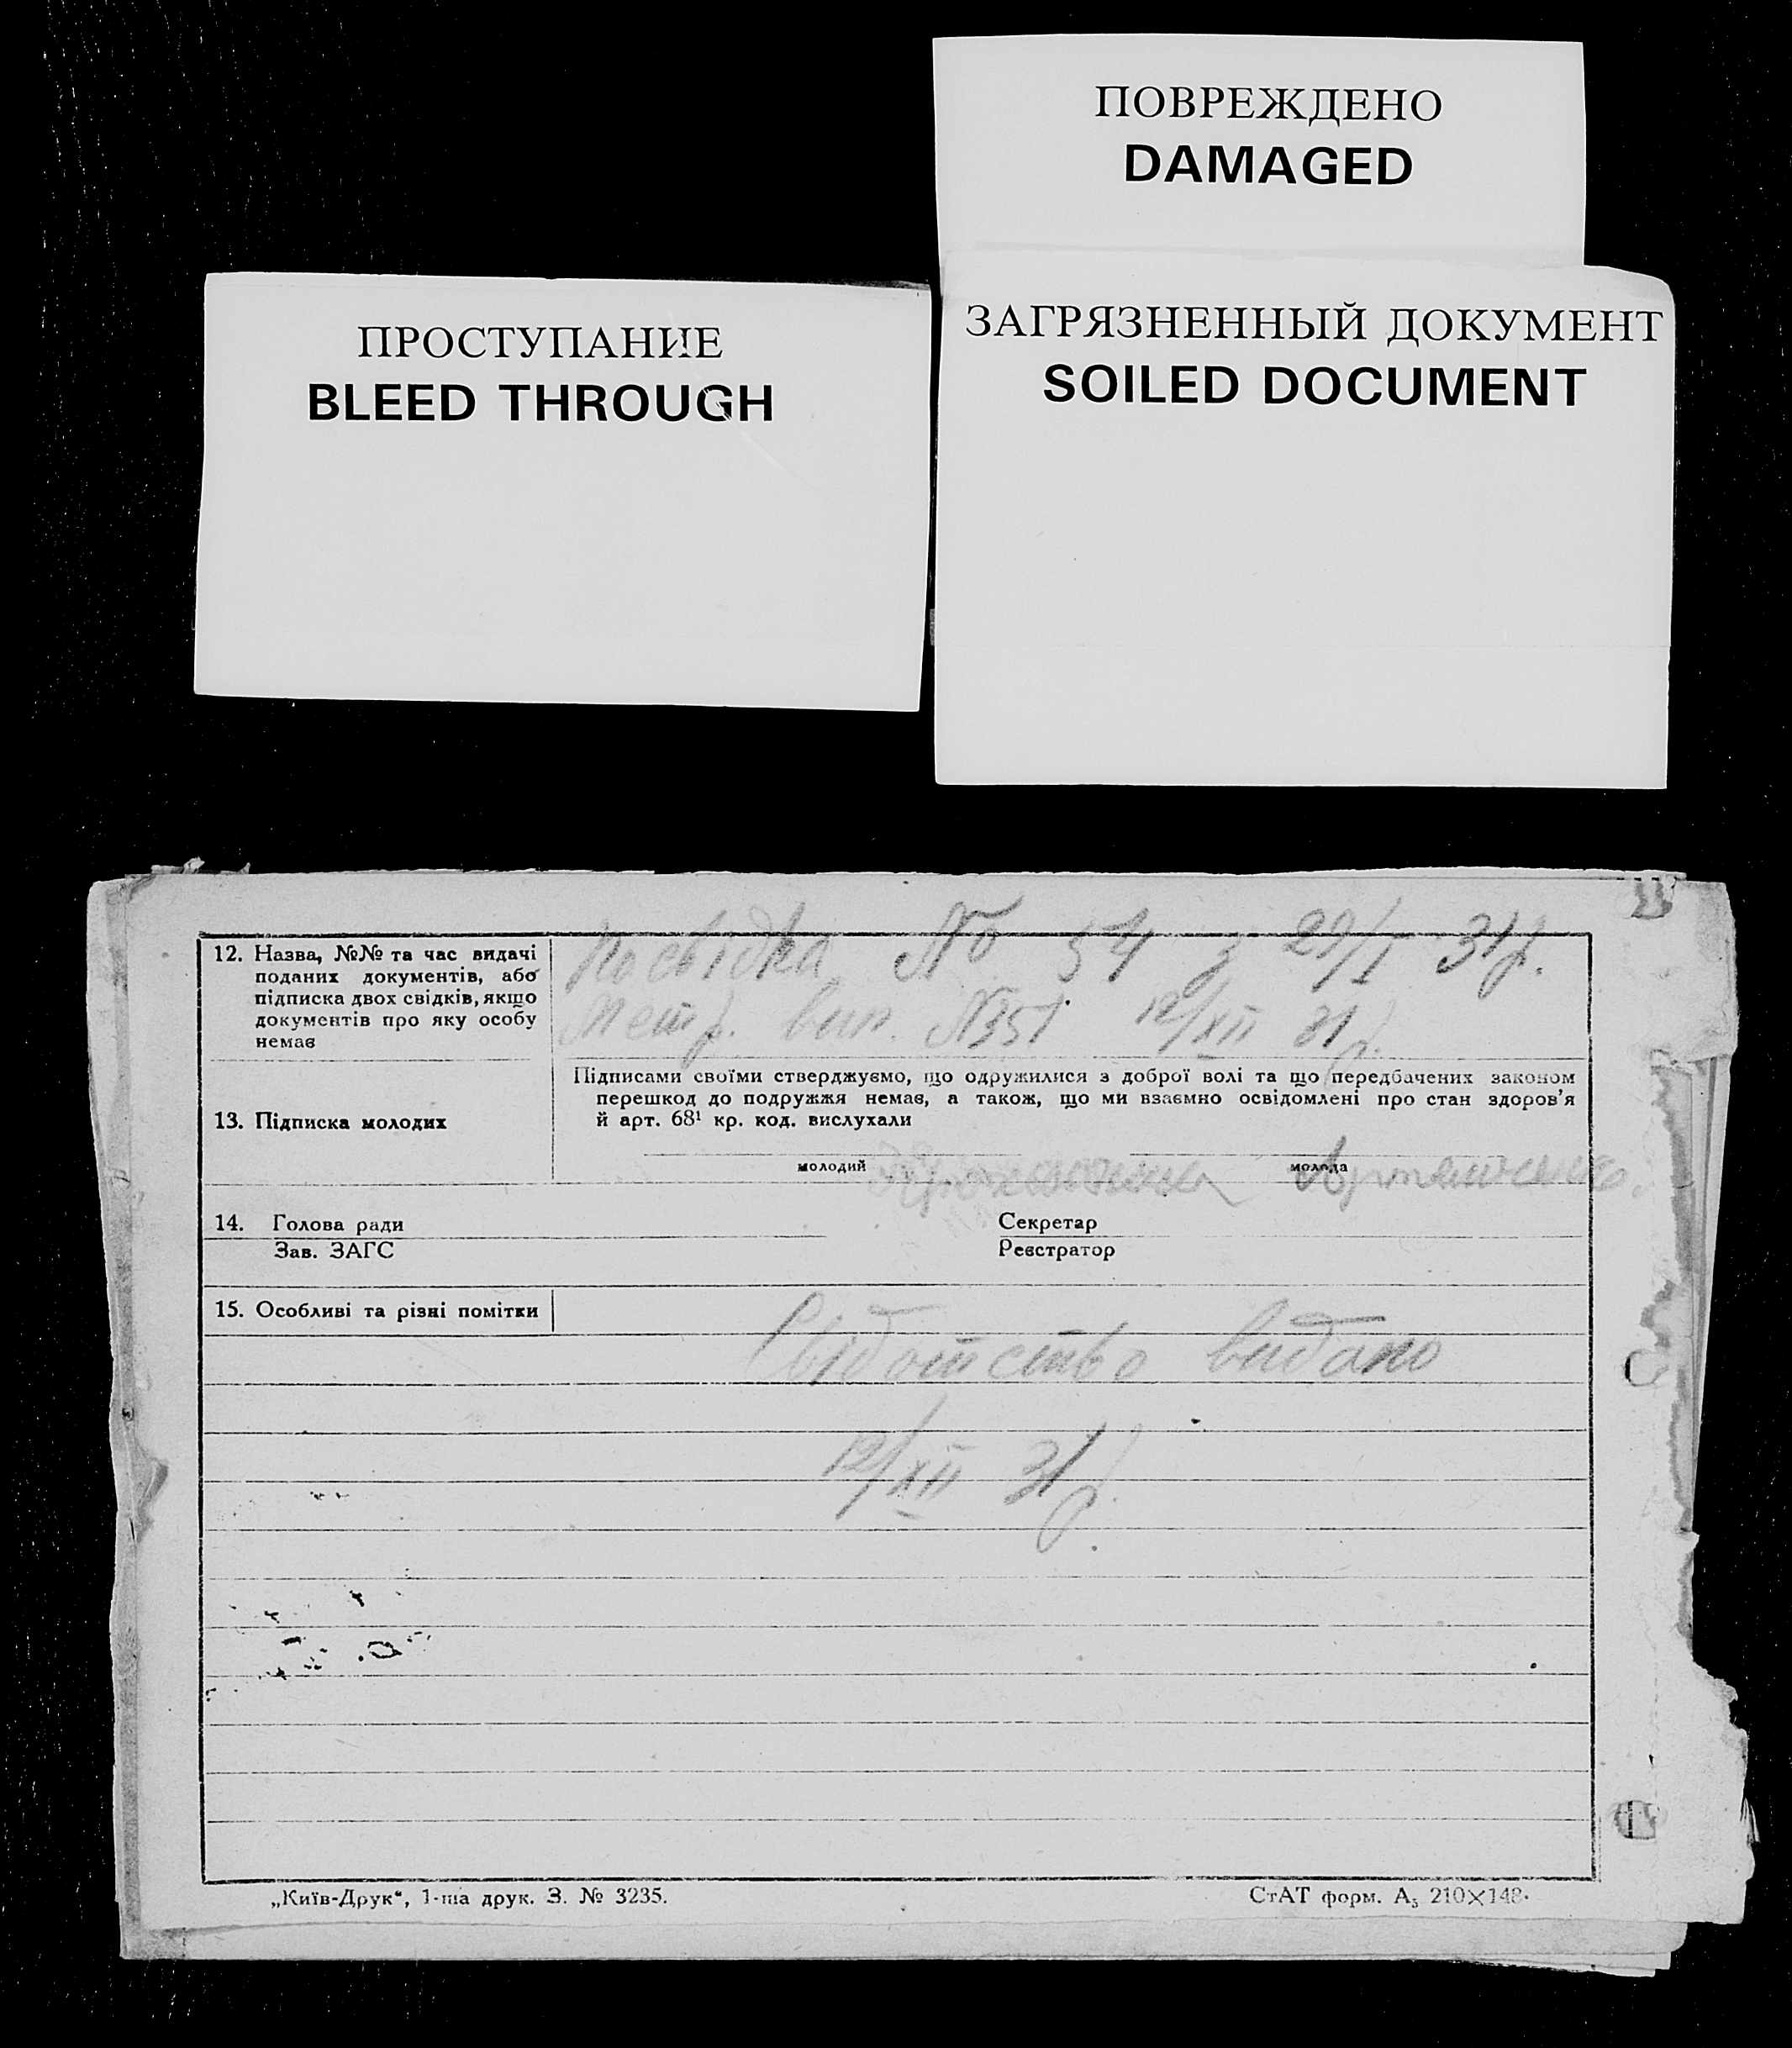 ПОВРЕЖДЕНО
DAMAGED
ПРОСТУПАНИЕ
BLEED THROUGH
ЗАГРЯЗНЕННЫЙ ДОКУМЕНТ
SOILED DOCUMENT
12. Назва, №№ та час видачі
поданих документів, або
підписка двох свідків, якщо
документів про яку особу
немає
Посвідка № 54 з 29/I 31р.
Метр. вип. №351 12/XII 31р.
13. Підписка молодих
Підписами своїми стверджуємо, що одружилися з доброї волі та що передбачених законом
перешкод до подружжя немає, а також, що ми взаємно освідомлені про стан здоров'я
й арт. 68¹ кр. код. вислухали
молодий молода
14. Голова ради Секретар
Зав. ЗАГС Реєстратор
15. Особливі та різні помітки
Свідотство видано
12/XII 31р.
„Київ-Друк“, 1-ша друк. З. № 3235. СтАТ форм. А₅ 210×148.